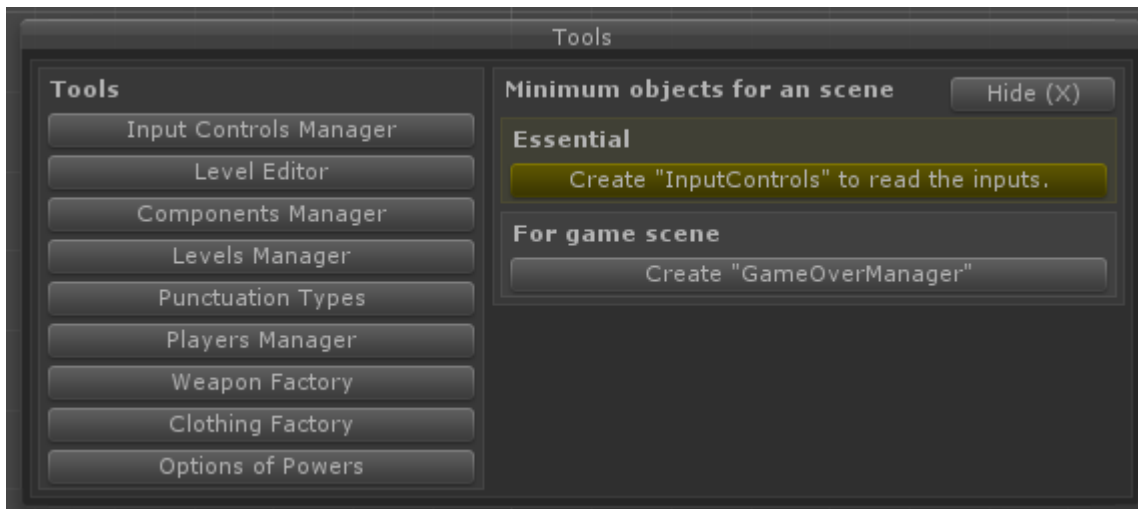 Tools
Tools
Input Controls Manager
Level Editor
Components Manager
Levels Manager
Punctuation Types
Players Manager
Weapon Factory
Clothing Factory
Options of Powers
Minimum objects for an scene
Hide (X)
Essential
Create "InputControls" to read the inputs.
For game scene
Create "GameOverManager"